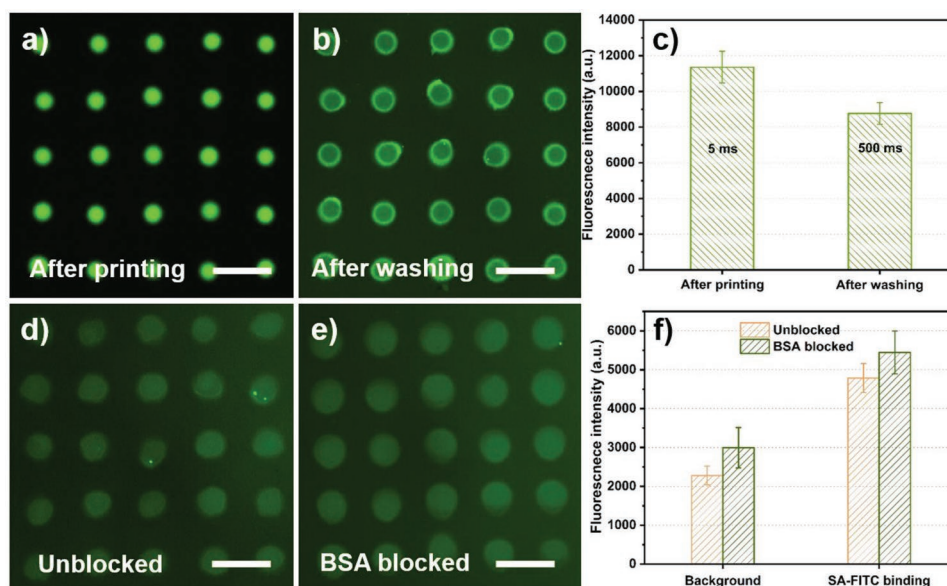 a)
After printing
b)
After washing
c)
Fluorescnece intensity (a.u.)
14000
12000
10000
8000
6000
4000
2000
0
5 ms
500 ms
After printing
After washing
d)
Unblocked
e)
BSA blocked
f)
Fluorescnece intensity (a.u.)
6000
5000
4000
3000
2000
1000
0
Unblocked
BSA blocked
Background
SA-FITC binding